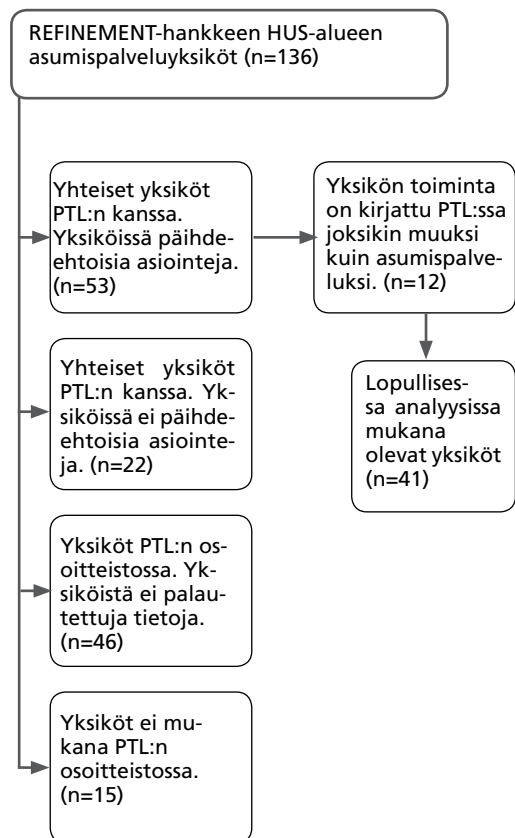 REFINEMENT-hankkeen HUS-alueen
asumispalveluyksiköt (n=136)
Yhteiset yksiköt
PTL:n kanssa.
Yksiköissä päihde-
ehtoisia asiointeja.
(n=53)
Yksikön toiminta
on kirjattu PTL:ssa
joksikin muuksi
kuin asumispalve-
luksi. (n=12)
Yhteiset yksiköt
PTL:n kanssa. Yk-
siköissä ei päihde-
ehtoisia asiointe-
ja. (n=22)
Lopullises-
sa analyysissa
mukana
olevat yksiköt
(n=41)
Yksiköt PTL:n os-
oitteistossa. Yk-
siköistä ei palau-
tettuja tietoja.
(n=46)
Yksiköt ei mu-
kana PTL:n
osoitteistossa.
(n=15)